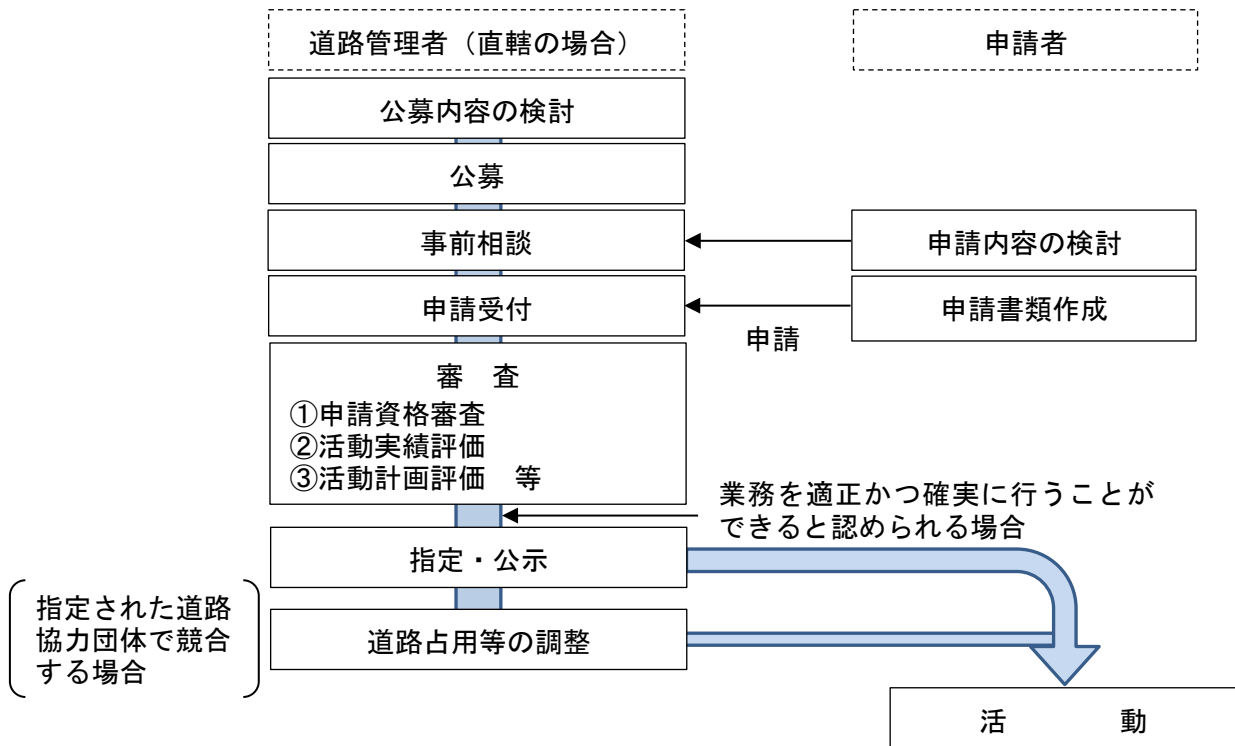 道路管理者（直轄の場合）
申請者
公募内容の検討
公募
事前相談
申請内容の検討
申請受付
申請書類作成
申請
審　査
①申請資格審査
②活動実績評価
③活動計画評価　等
業務を適正かつ確実に行うことが
できると認められる場合
指定・公示
指定された道路
協力団体で競合
する場合
道路占用等の調整
活　　　動